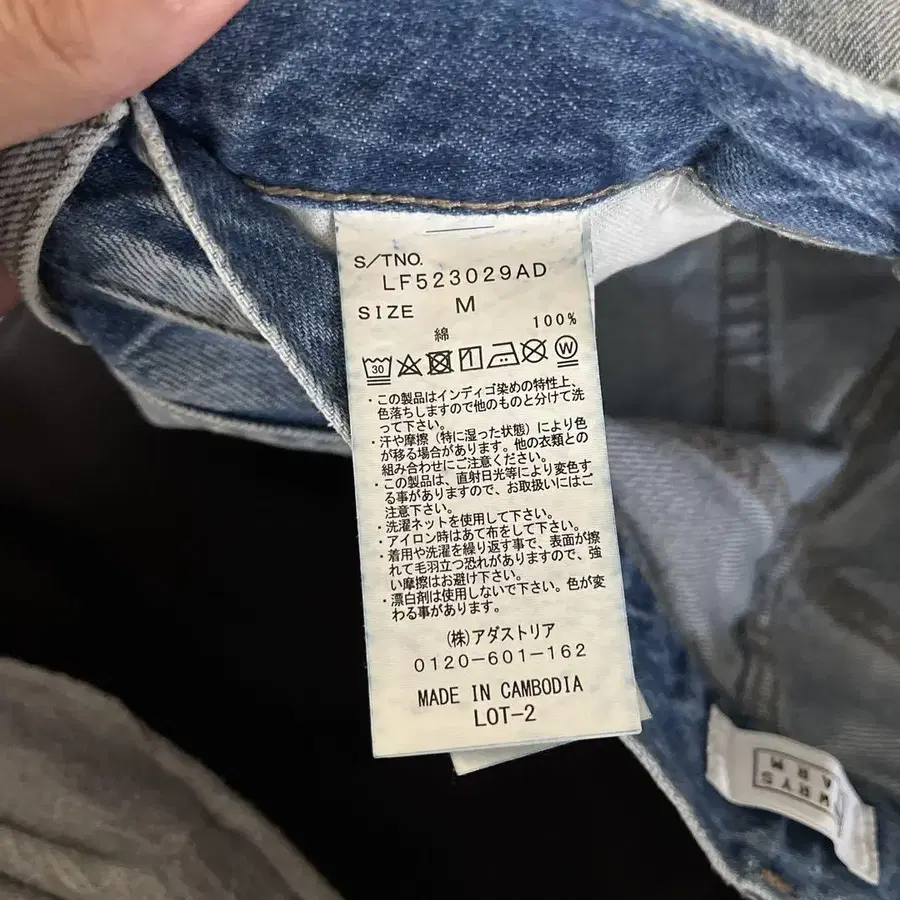 S/TNO.
LF523029AD
SIZE M
綿 100%
30
W
・この製品はインディゴ染めの特性上、
色落ちしますので他のものと分けて洗
って下さい。
・汗や摩擦（特に湿った状態）により色
が移る場合があります。他の衣類との
組み合わせにご注意ください。
・この製品は、直射日光等により変色す
る事がありますので、お取扱いにはご
注意下さい。
・洗濯ネットを使用して下さい。
・アイロン時はあて布をして下さい。
・着用や洗濯を繰り返す事で、表面が擦
れて毛羽立つ恐れがありますので、強
い摩擦はお避け下さい。
・漂白剤は使用しないで下さい。色が変
わる事があります。
(株)アダストリア
0120-601-162
MADE IN CAMBODIA
LOT-2
WRYS
ARM